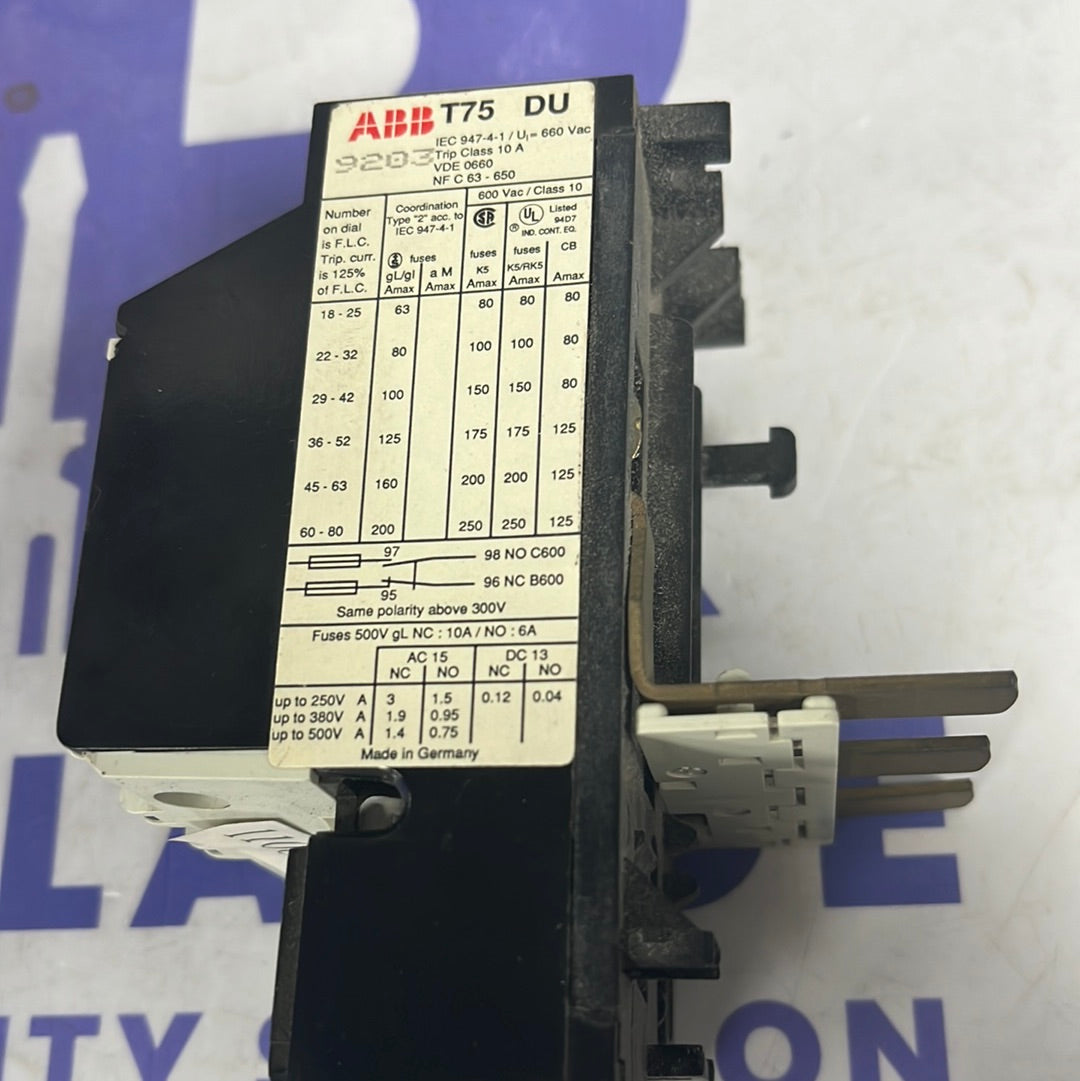 ABB T75 DU
IEC 947-4-1 / Ui = 660 Vac
9203 Trip Class 10 A
VDE 0660
NF C 63 - 650
600 Vac / Class 10
Number on dial is F.L.C. Trip. curr. is 125% of F.L.C.
Coordination Type "2" acc. to IEC 947-4-1
fuses
gL/gl Amax
a M Amax
SA
fuses K5 Amax
UL Listed 94D7
® IND. CONT. EQ.
fuses K5/RK5 Amax
CB Amax
18 - 25 63 80 80 80
22 - 32 80 100 100 80
29 - 42 100 150 150 80
36 - 52 125 175 175 125
45 - 63 160 200 200 125
60 - 80 200 250 250 125
97 98 NO C600
95 96 NC B600
Same polarity above 300V
Fuses 500V gL NC : 10A / NO : 6A
AC 15 DC 13
NC NO NC NO
up to 250V A 3 1.5 0.12 0.04
up to 380V A 1.9 0.95
up to 500V A 1.4 0.75
Made in Germany